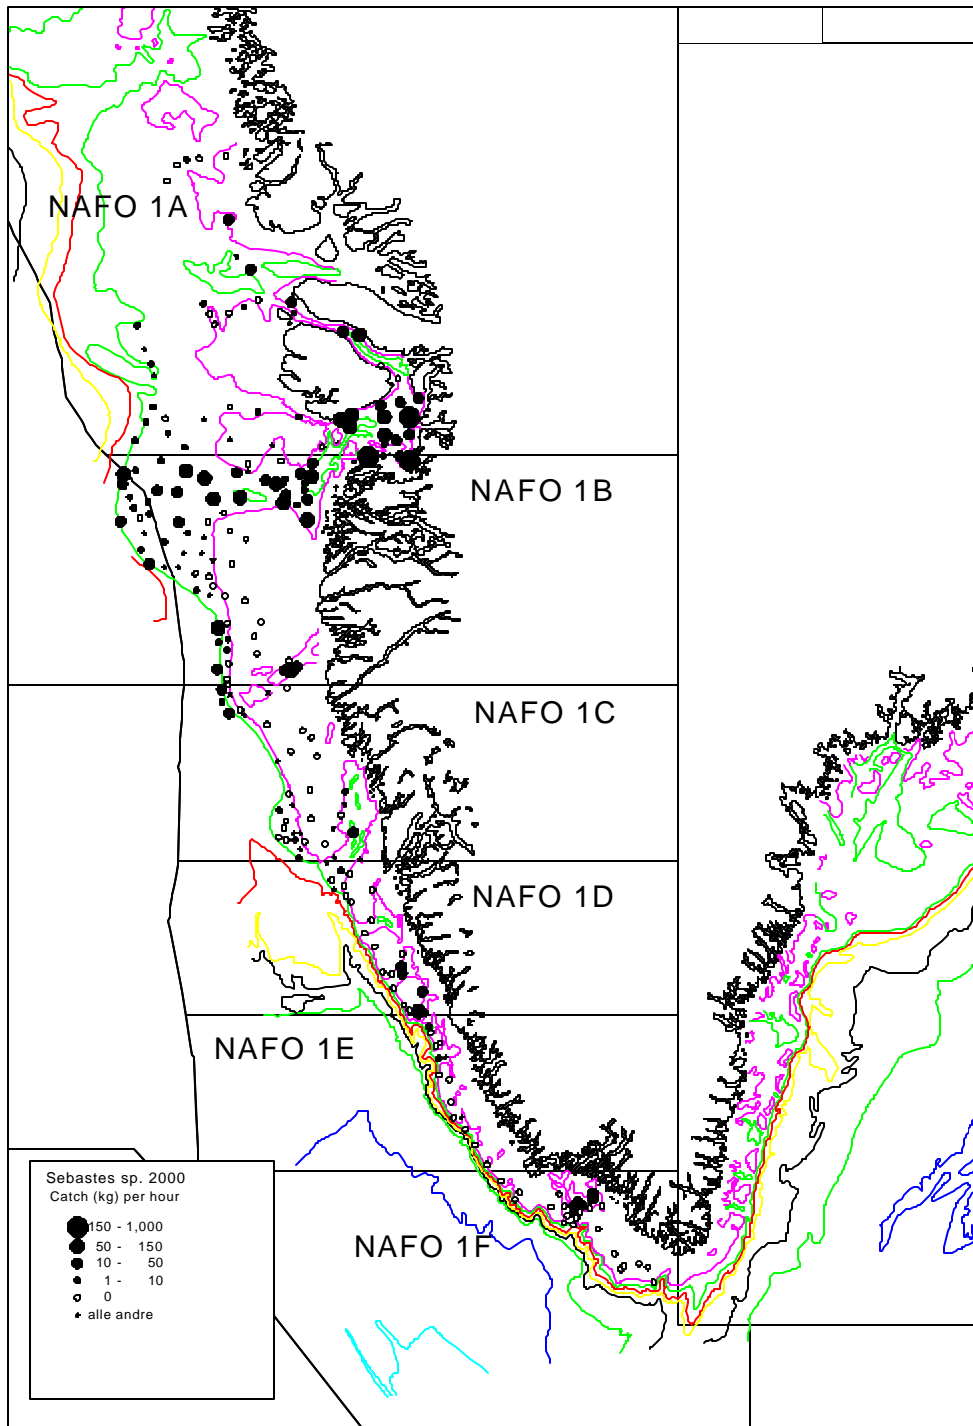 NAFO 1A
NAFO 1B
NAFO 1C
NAFO 1D
NAFO 1E
NAFO 1F
Sebastes sp. 2000
Catch (kg) per hour
150 - 1,000
50 - 150
10 - 50
1 - 10
0
alle andre